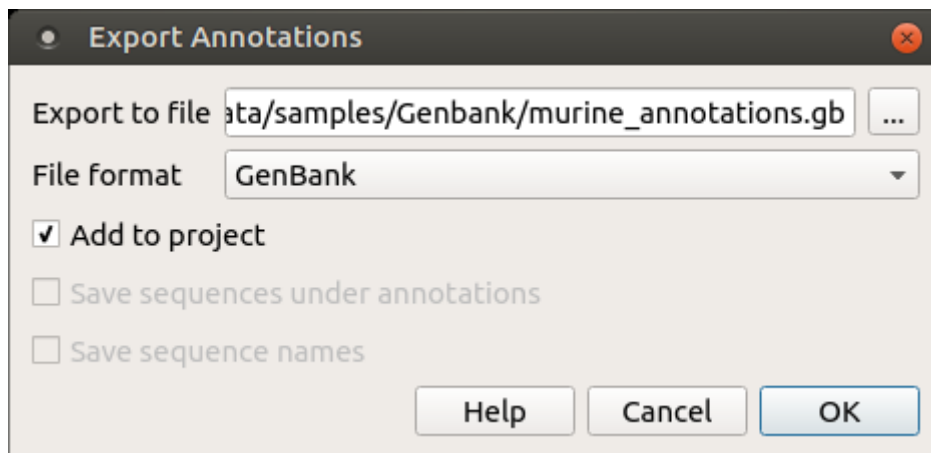 Export Annotations
Export to file ata/samples/Genbank/murine_annotations.gb ...
File format GenBank
Add to project
Save sequences under annotations
Save sequence names
Help Cancel OK